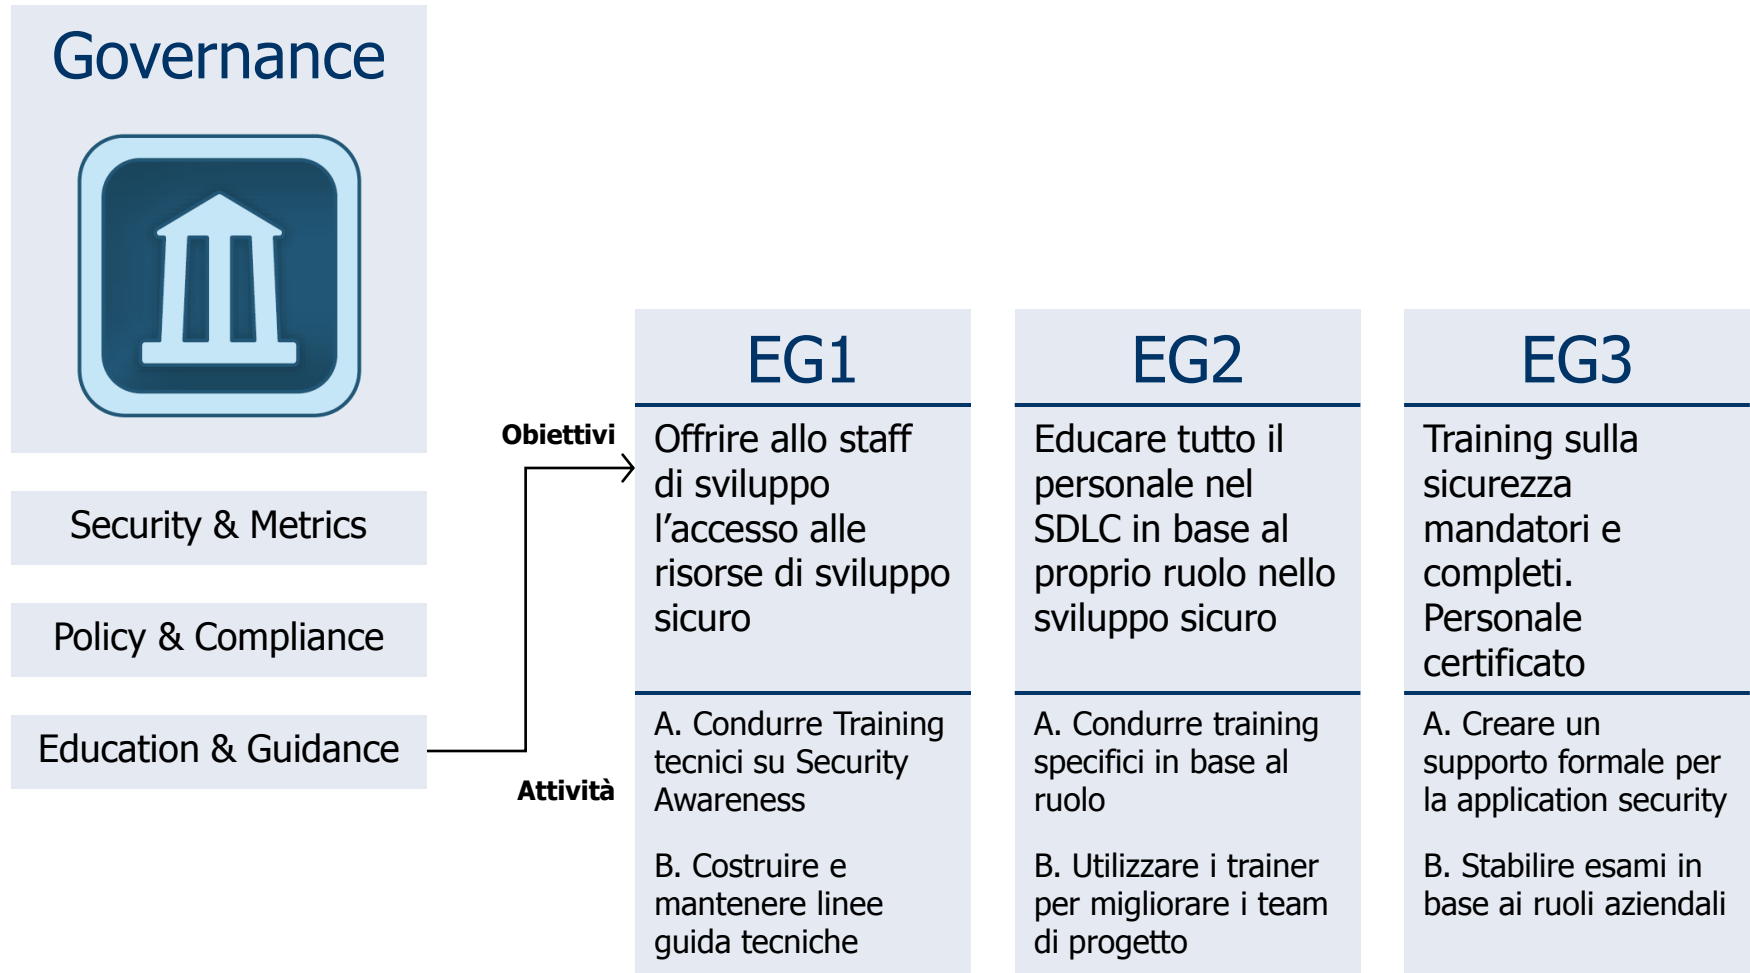 Governance
Security & Metrics
Policy & Compliance
Education & Guidance
Obiettivi
Attività
EG1
Offrire allo staff
di sviluppo
l’accesso alle
risorse di sviluppo
sicuro
A. Condurre Training
tecnici su Security
Awareness
B. Costruire e
mantenere linee
guida tecniche
EG2
Educare tutto il
personale nel
SDLC in base al
proprio ruolo nello
sviluppo sicuro
A. Condurre training
specifici in base al
ruolo
B. Utilizzare i trainer
per migliorare i team
di progetto
EG3
Training sulla
sicurezza
mandatori e
completi.
Personale
certificato
A. Creare un
supporto formale per
la application security
B. Stabilire esami in
base ai ruoli aziendali